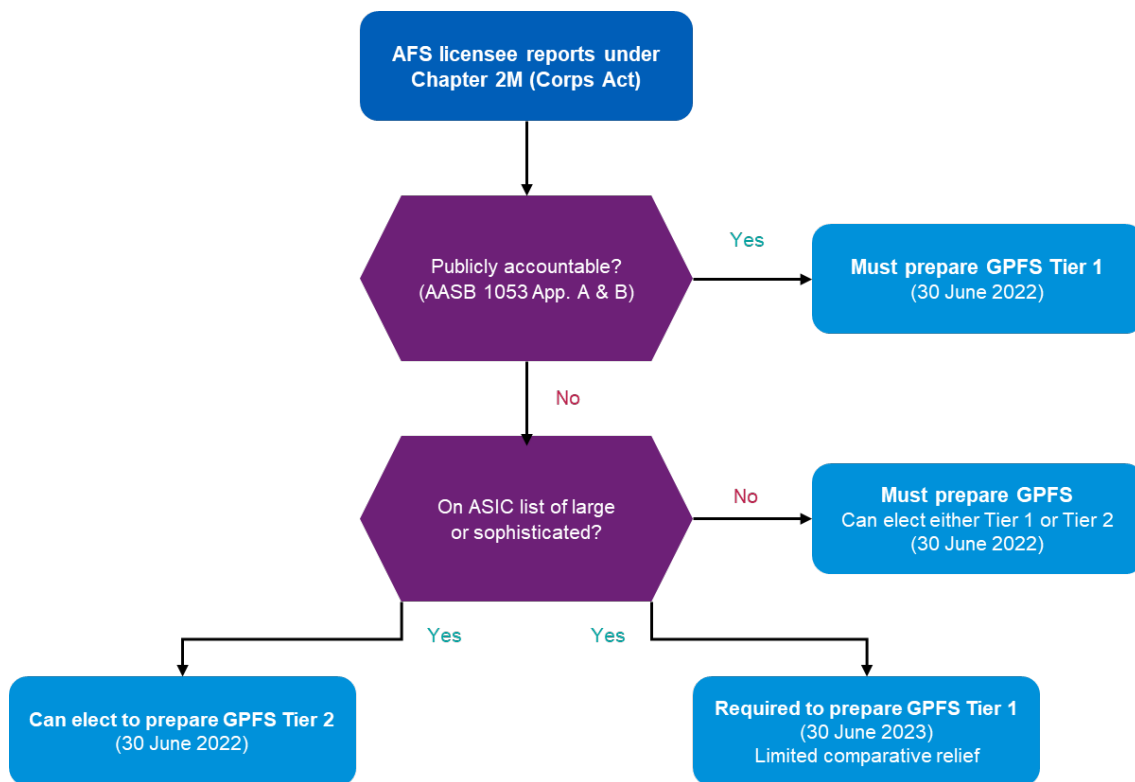 AFS licensee reports under
Chapter 2M (Corps Act)
Publicly accountable?
(AASB 1053 App. A & B)
Yes
Must prepare GPFS Tier 1
(30 June 2022)
No
On ASIC list of large
or sophisticated?
No
Must prepare GPFS
Can elect either Tier 1 or Tier 2
(30 June 2022)
Yes
Yes
Can elect to prepare GPFS Tier 2
(30 June 2022)
Required to prepare GPFS Tier 1
(30 June 2023)
Limited comparative relief